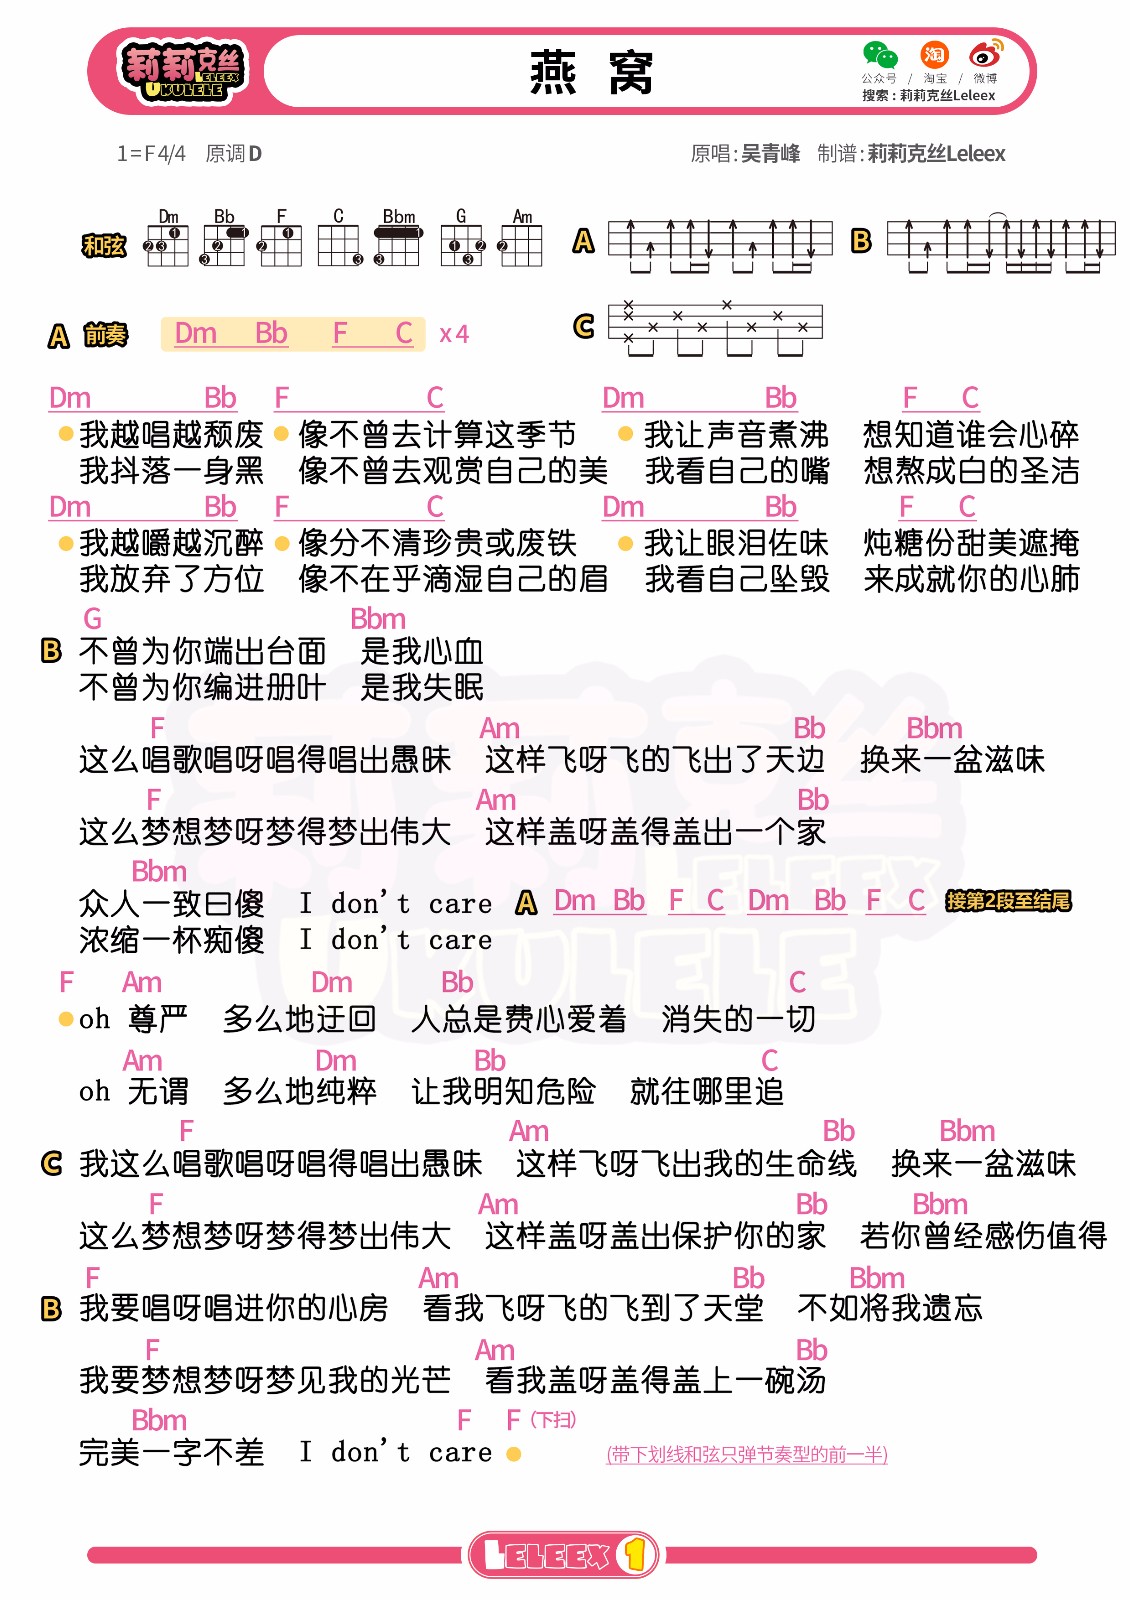 莉莉克丝
LELEEX
UKULELE
燕 窝
公众号 / 淘宝 / 微博
搜索：莉莉克丝Leleex
1=F 4/4 原调D
原唱：吴青峰 制谱：莉莉克丝Leleex
和弦 Dm Bb F C Bbm G Am
A B
A 前奏 Dm Bb F C x4
C
Dm Bb F C Dm Bb F C
我越唱越颓废 像不曾去计算这季节 我让声音煮沸 想知道谁会心碎
我抖落一身黑 像不曾去观赏自己的美 我看自己的嘴 想熬成白的圣洁
Dm Bb F C Dm Bb F C
我越嚼越沉醉 像分不清珍贵或废铁 我让眼泪佐味 炖糖份甜美遮掩
我放弃了方位 像不在乎滴湿自己的眉 我看自己坠毁 来成就你的心肺
G Bbm
B 不曾为你端出台面 是我心血
不曾为你编进册叶 是我失眠
F Am Bb Bbm
这么唱歌唱呀唱得唱出愚昧 这样飞呀飞的飞出了天边 换来一盆滋味
F Am Bb
这么梦想梦呀梦得梦出伟大 这样盖呀盖得盖出一个家
Bbm
众人一致曰傻 I don't care A Dm Bb F C Dm Bb F C 接第2段至结尾
浓缩一杯痴傻 I don't care
F Am Dm Bb C
oh 尊严 多么地迂回 人总是费心爱着 消失的一切
Am Dm Bb C
oh 无谓 多么地纯粹 让我明知危险 就往哪里追
F Am Bb Bbm
C 我这么唱歌唱呀唱得唱出愚昧 这样飞呀飞出我的生命线 换来一盆滋味
F Am Bb Bbm
这么梦想梦呀梦得梦出伟大 这样盖呀盖出保护你的家 若你曾经感伤值得
F Am Bb Bbm
B 我要唱呀唱进你的心房 看我飞呀飞的飞到了天堂 不如将我遗忘
F Am Bb
我要梦想梦呀梦见我的光芒 看我盖呀盖得盖上一碗汤
Bbm F F（下扫）
完美一字不差 I don't care
(带下划线和弦只弹节奏型的前一半)
LELEEX 1